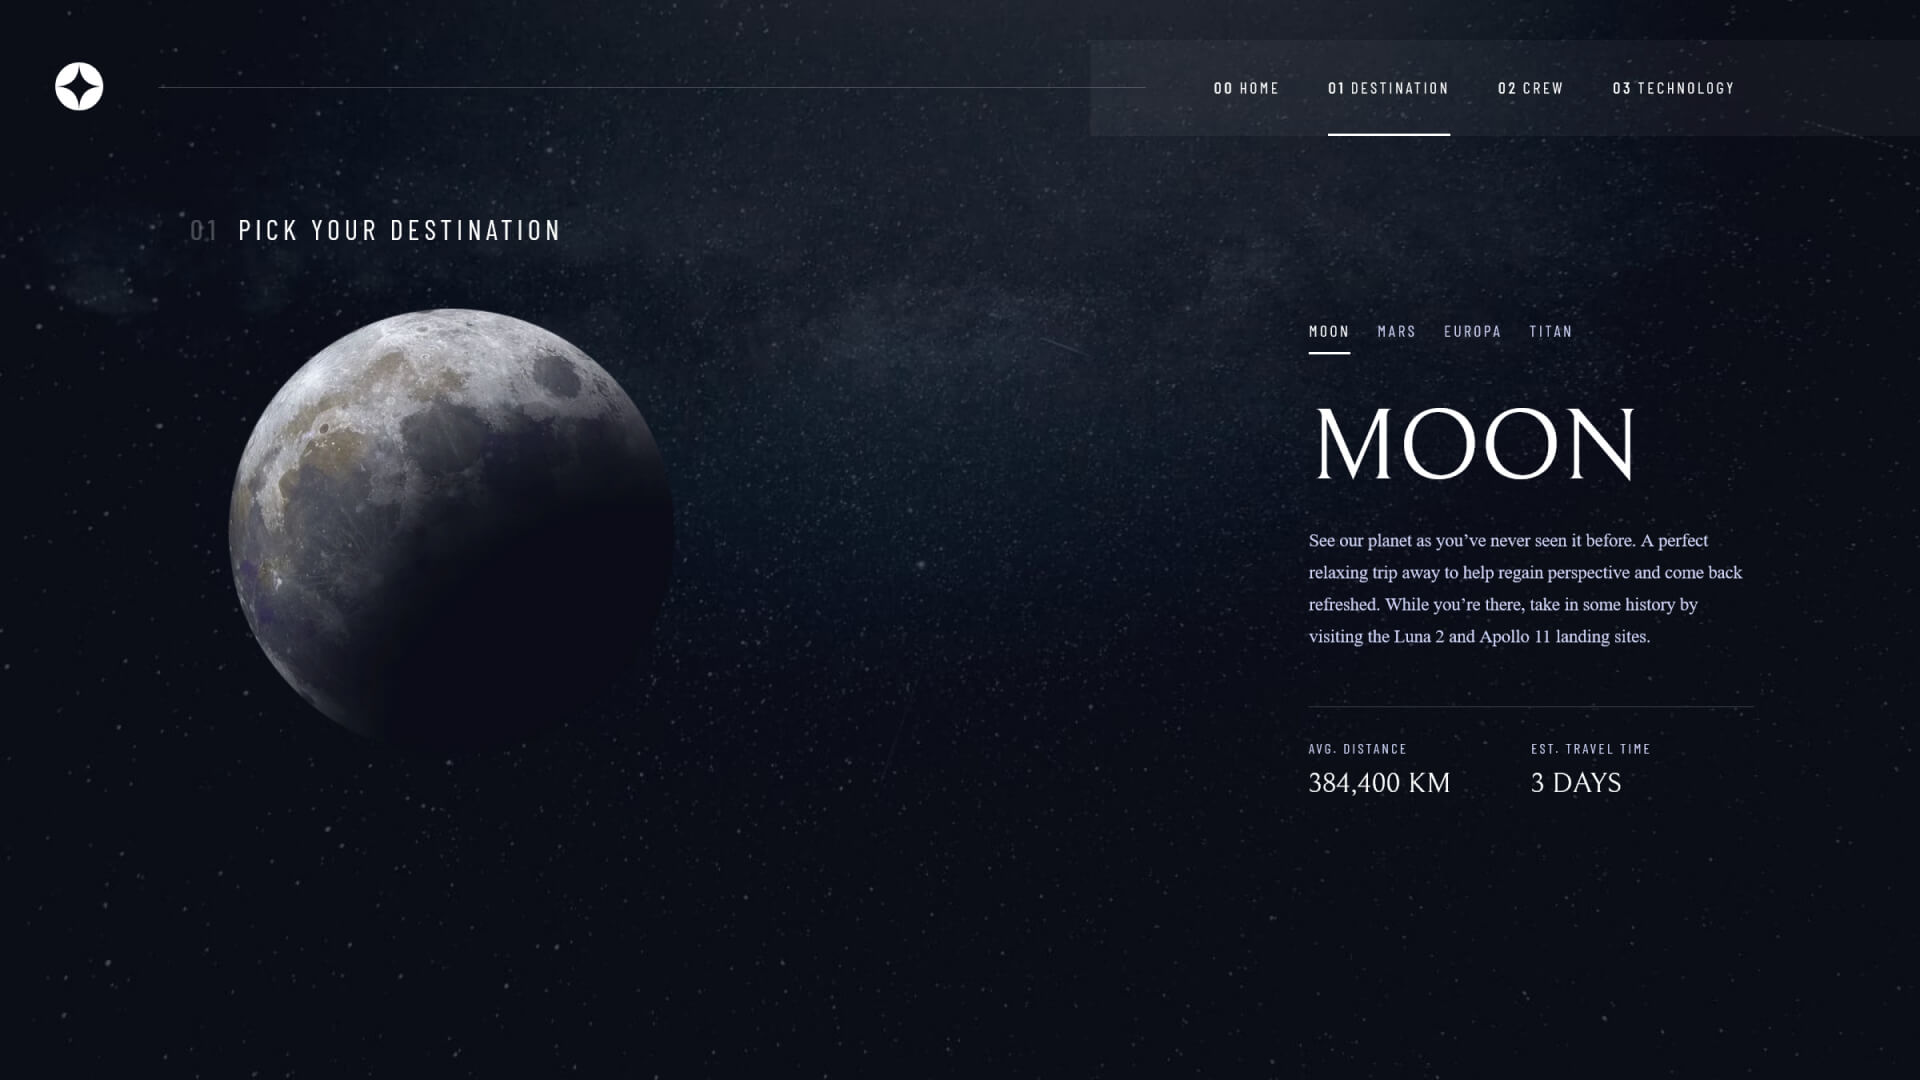 00 HOME 01 DESTINATION 02 CREW 03 TECHNOLOGY
01 PICK YOUR DESTINATION
MOON MARS EUROPA TITAN
MOON
See our planet as you’ve never seen it before. A perfect
relaxing trip away to help regain perspective and come back
refreshed. While you’re there, take in some history by
visiting the Luna 2 and Apollo 11 landing sites.
AVG. DISTANCE
384,400 KM
EST. TRAVEL TIME
3 DAYS